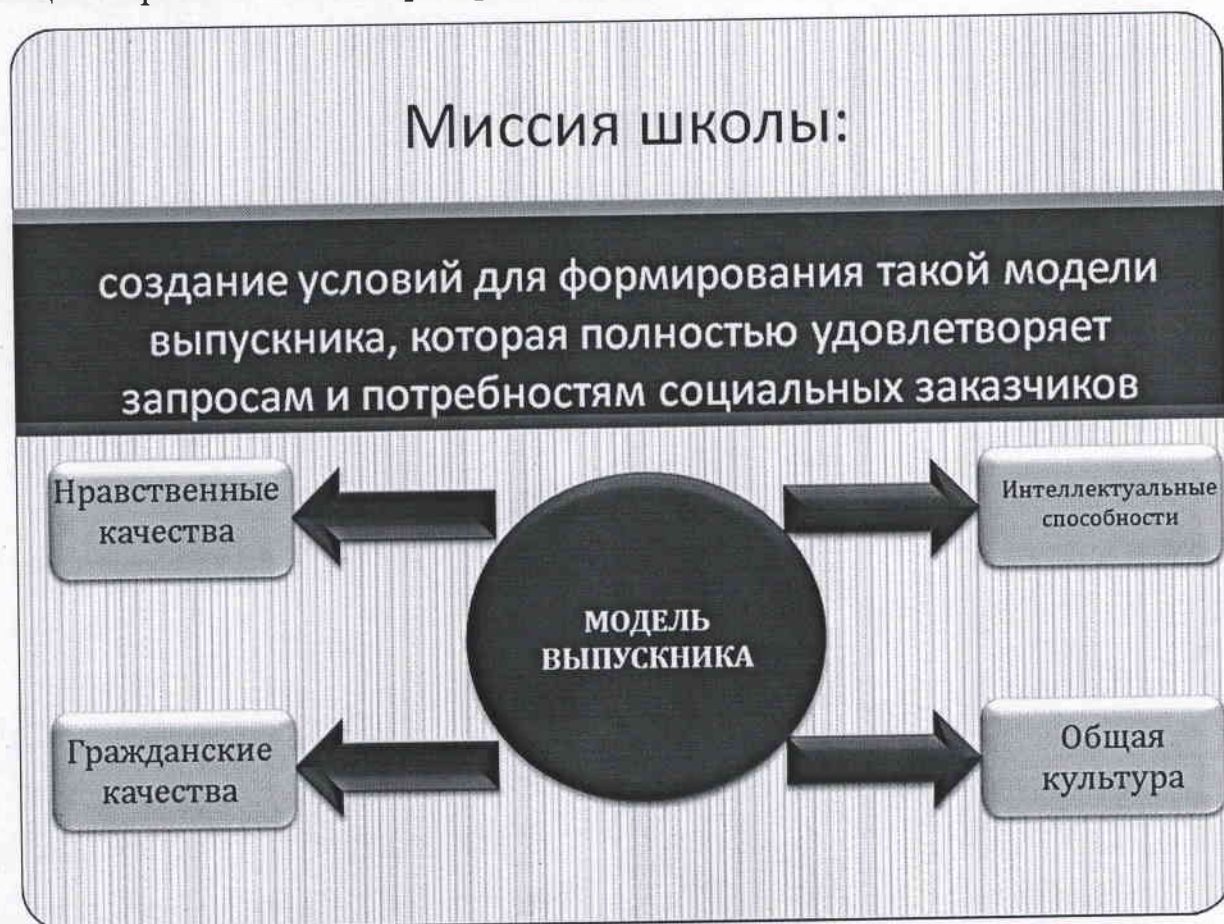 Миссия школы:
создание условий для формирования такой модели
выпускника, которая полностью удовлетворяет
запросам и потребностям социальных заказчиков
Нравственные
качества
Интеллектуальные
способности
МОДЕЛЬ
ВЫПУСКНИКА
Гражданские
качества
Общая
культура